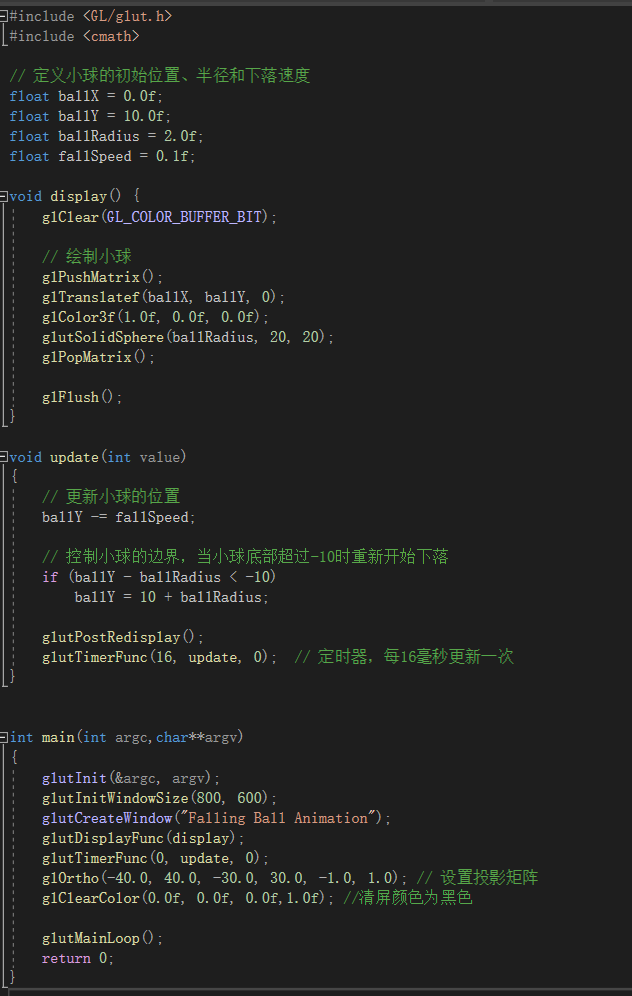 #include <GL/glut.h>
#include <cmath>
// 定义小球的初始位置、半径和下落速度
float ballX = 0.0f;
float ballY = 10.0f;
float ballRadius = 2.0f;
float fallSpeed = 0.1f;
void display() {
glClear(GL_COLOR_BUFFER_BIT);
// 绘制小球
glPushMatrix();
glTranslatef(ballX, ballY, 0);
glColor3f(1.0f, 0.0f, 0.0f);
glutSolidSphere(ballRadius, 20, 20);
glPopMatrix();
glFlush();
}
void update(int value)
{
// 更新小球的位置
ballY -= fallSpeed;
// 控制小球的边界，当小球底部超过-10时重新开始下落
if (ballY - ballRadius < -10)
ballY = 10 + ballRadius;
glutPostRedisplay();
glutTimerFunc(16, update, 0);  // 定时器，每16毫秒更新一次
}
int main(int argc,char**argv)
{
glutInit(&argc, argv);
glutInitWindowSize(800, 600);
glutCreateWindow("Falling Ball Animation");
glutDisplayFunc(display);
glutTimerFunc(0, update, 0);
glOrtho(-40.0, 40.0, -30.0, 30.0, -1.0, 1.0); // 设置投影矩阵
glClearColor(0.0f, 0.0f, 0.0f,1.0f); //清屏颜色为黑色
glutMainLoop();
return 0;
}